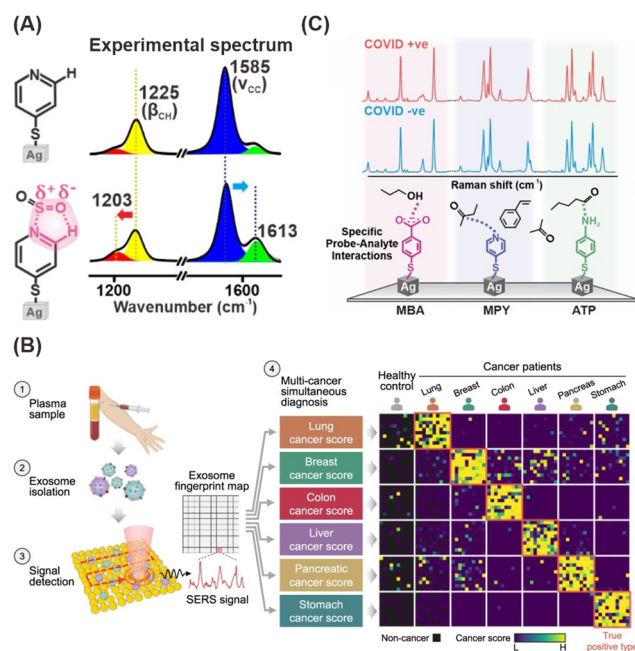 (A)
Experimental spectrum
N
H
S
Ag
1225
(βCH)
1585
(νCC)
δ+ δ-
O
S
O
N
H
S
Ag
1203
1613
1200
1600
Wavenumber (cm⁻¹)
(C)
COVID +ve
COVID -ve
Raman shift (cm⁻¹)
Specific
Probe-Analyte
Interactions
OH
O
O
O
O
NH₂
N
S
S
S
Ag
Ag
Ag
MBA
MPY
ATP
(B)
1
Plasma
sample
2
Exosome
isolation
3
Signal
detection
Exosome
fingerprint map
SERS signal
4
Multi-cancer
simultaneous
diagnosis
Lung
cancer score
Breast
cancer score
Colon
cancer score
Liver
cancer score
Pancreatic
cancer score
Stomach
cancer score
Cancer patients
Healthy
control
Lung
Breast
Colon
Liver
Pancreas
Stomach
Non-cancer
Cancer score
L
H
True
positive type